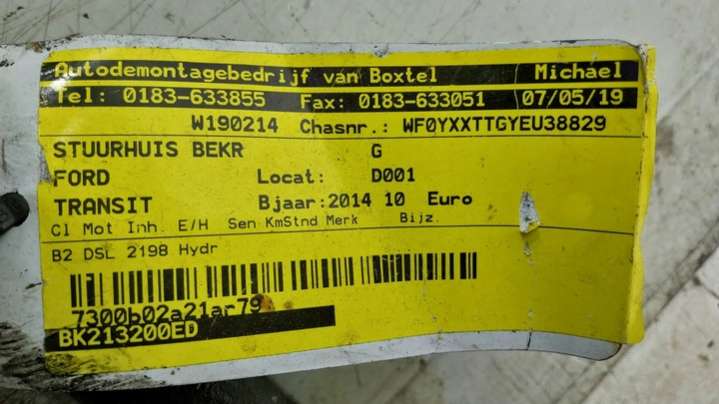 Autodemontagebedrijf van Boxtel Michael
Tel: 0183-633855 Fax: 0183-633051 07/05/19
W190214 Chasnr.: WF0YXXTTGYEU38829
STUURHUIS BEKR G
FORD Locat: D001
TRANSIT Bjaar:2014 10 Euro
Cl Mot Inh. E/H Sen KmStnd Merk Bijz.
B2 DSL 2198 Hydr
7300b02a21ar79
BK213200ED